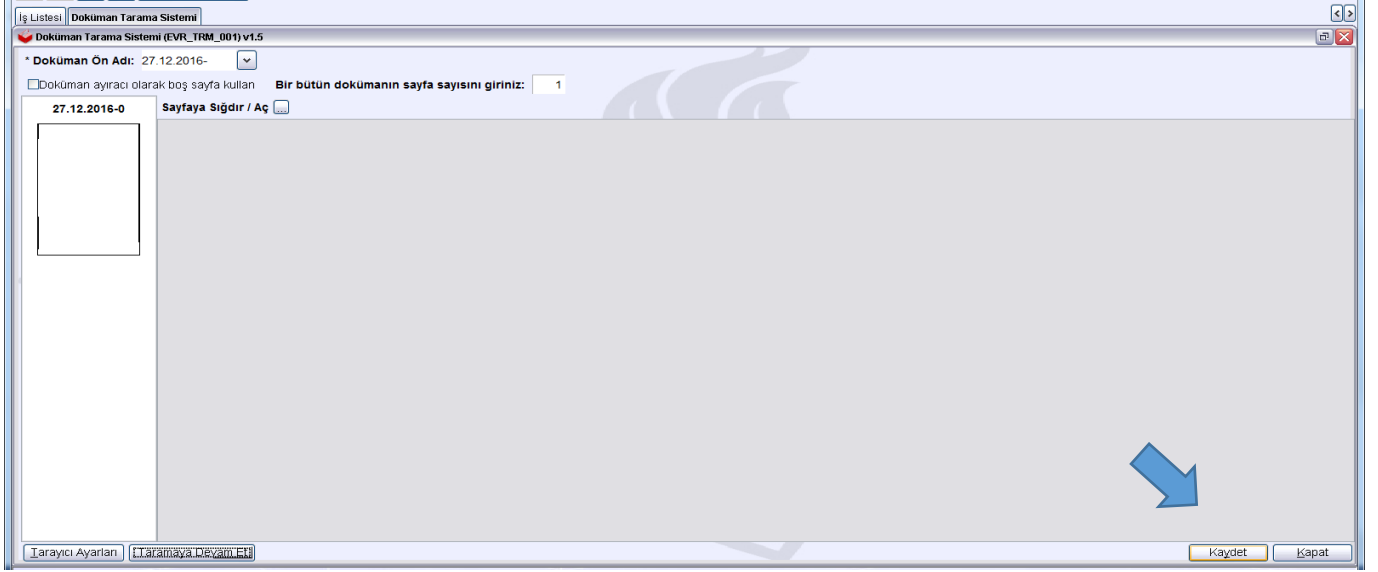 İş Listesi Doküman Tarama Sistemi
Doküman Tarama Sistemi (EVR_TRM_001) v1.5
* Doküman Ön Adı: 27.12.2016-
Doküman ayıracı olarak boş sayfa kullan Bir bütün dokümanın sayfa sayısını giriniz: 1
27.12.2016-0 Sayfaya Sığdır / Aç ...
Tarayıcı Ayarları Taramaya Devam Et Kaydet Kapat